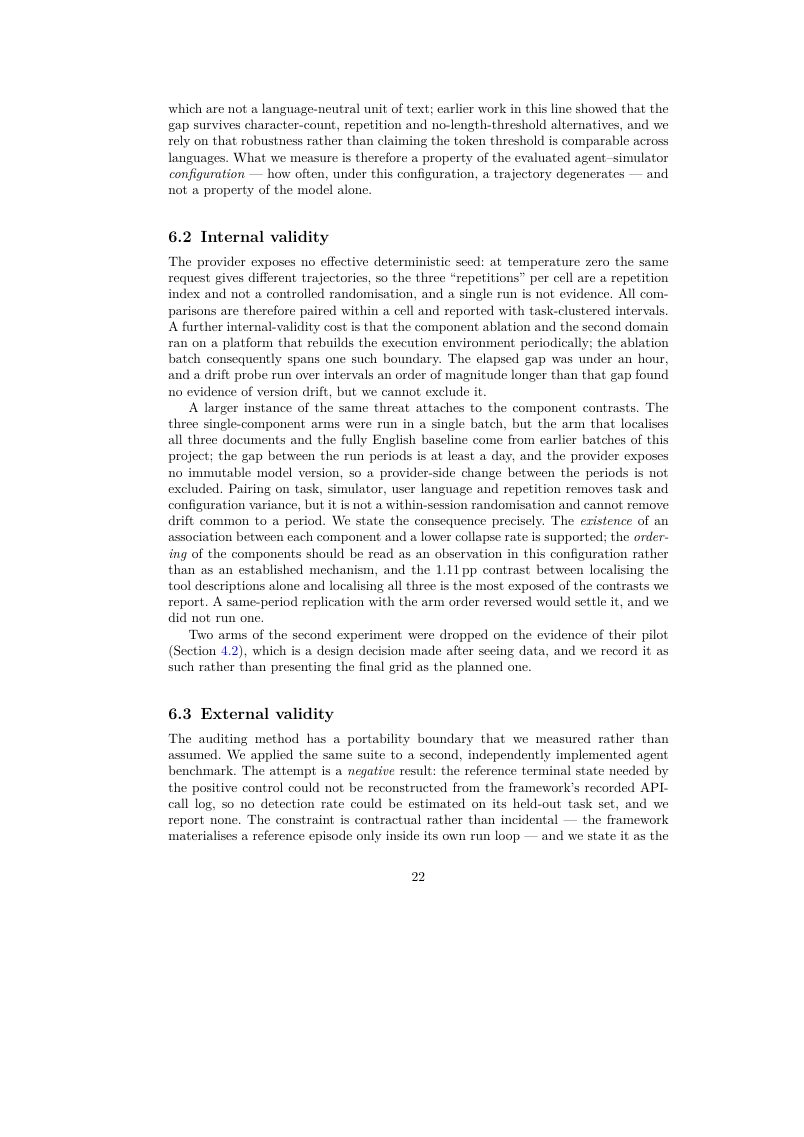 which are not a language-neutral unit of text; earlier work in this line showed that the
gap survives character-count, repetition and no-length-threshold alternatives, and we
rely on that robustness rather than claiming the token threshold is comparable across
languages. What we measure is therefore a property of the evaluated agent–simulator
configuration — how often, under this configuration, a trajectory degenerates — and
not a property of the model alone.
6.2 Internal validity
The provider exposes no effective deterministic seed: at temperature zero the same
request gives different trajectories, so the three “repetitions” per cell are a repetition
index and not a controlled randomisation, and a single run is not evidence. All com-
parisons are therefore paired within a cell and reported with task-clustered intervals.
A further internal-validity cost is that the component ablation and the second domain
ran on a platform that rebuilds the execution environment periodically; the ablation
batch consequently spans one such boundary. The elapsed gap was under an hour,
and a drift probe run over intervals an order of magnitude longer than that gap found
no evidence of version drift, but we cannot exclude it.
A larger instance of the same threat attaches to the component contrasts. The
three single-component arms were run in a single batch, but the arm that localises
all three documents and the fully English baseline come from earlier batches of this
project; the gap between the run periods is at least a day, and the provider exposes
no immutable model version, so a provider-side change between the periods is not
excluded. Pairing on task, simulator, user language and repetition removes task and
configuration variance, but it is not a within-session randomisation and cannot remove
drift common to a period. We state the consequence precisely. The existence of an
association between each component and a lower collapse rate is supported; the order-
ing of the components should be read as an observation in this configuration rather
than as an established mechanism, and the 1.11 pp contrast between localising the
tool descriptions alone and localising all three is the most exposed of the contrasts we
report. A same-period replication with the arm order reversed would settle it, and we
did not run one.
Two arms of the second experiment were dropped on the evidence of their pilot
(Section 4.2), which is a design decision made after seeing data, and we record it as
such rather than presenting the final grid as the planned one.
6.3 External validity
The auditing method has a portability boundary that we measured rather than
assumed. We applied the same suite to a second, independently implemented agent
benchmark. The attempt is a negative result: the reference terminal state needed by
the positive control could not be reconstructed from the framework’s recorded API-
call log, so no detection rate could be estimated on its held-out task set, and we
report none. The constraint is contractual rather than incidental — the framework
materialises a reference episode only inside its own run loop — and we state it as the
22